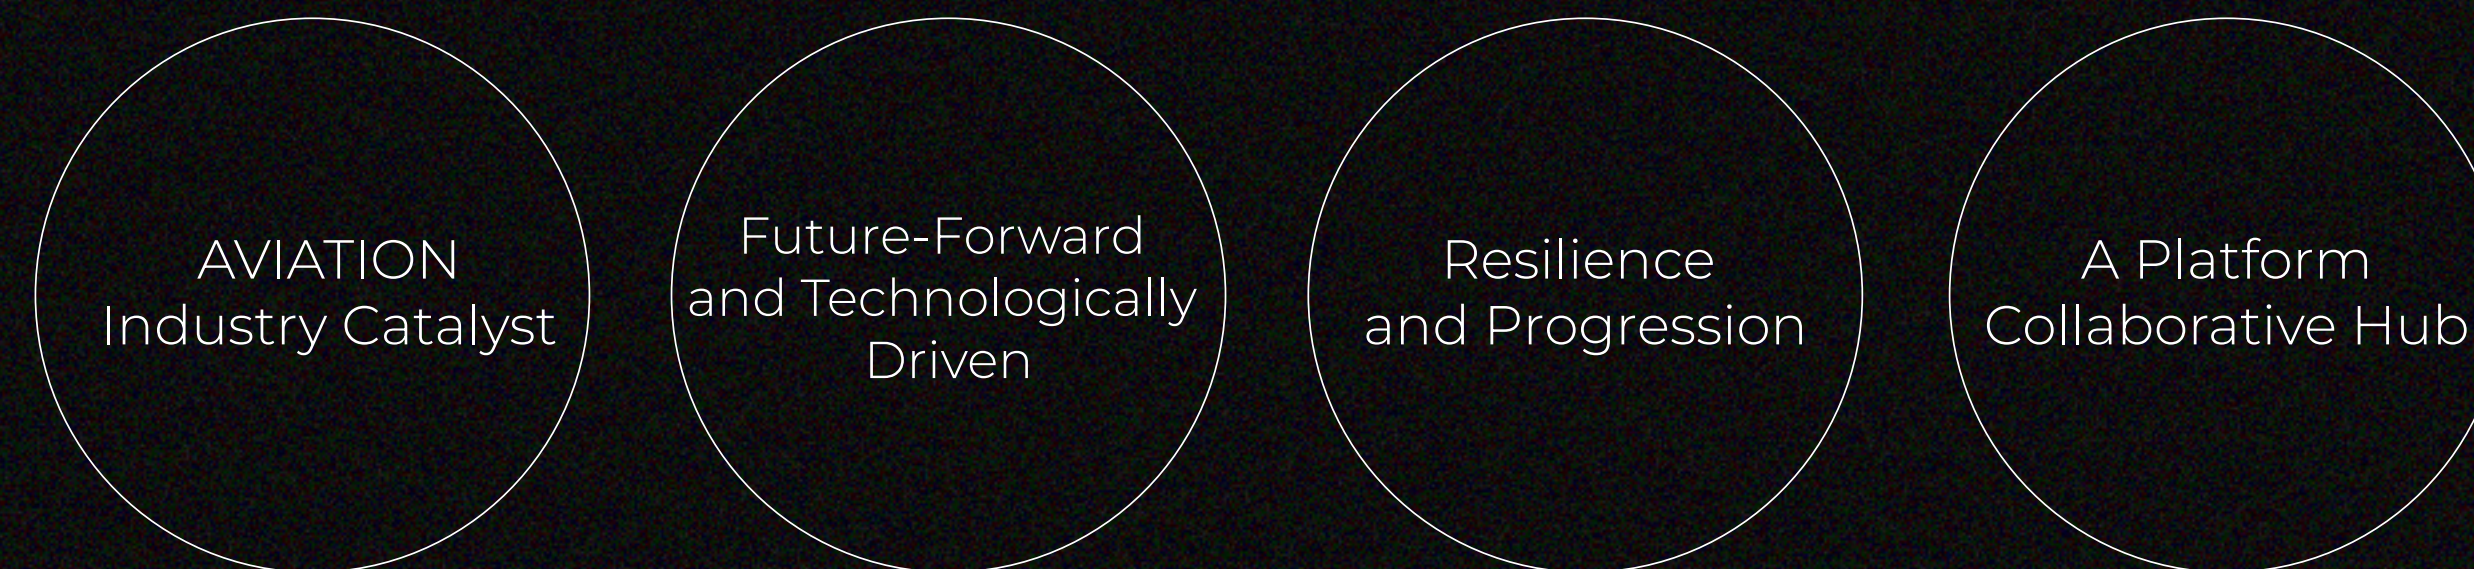 AVIATION
Industry Catalyst
Future-Forward
and Technologically
Driven
Resilience
and Progression
A Platform
Collaborative Hub